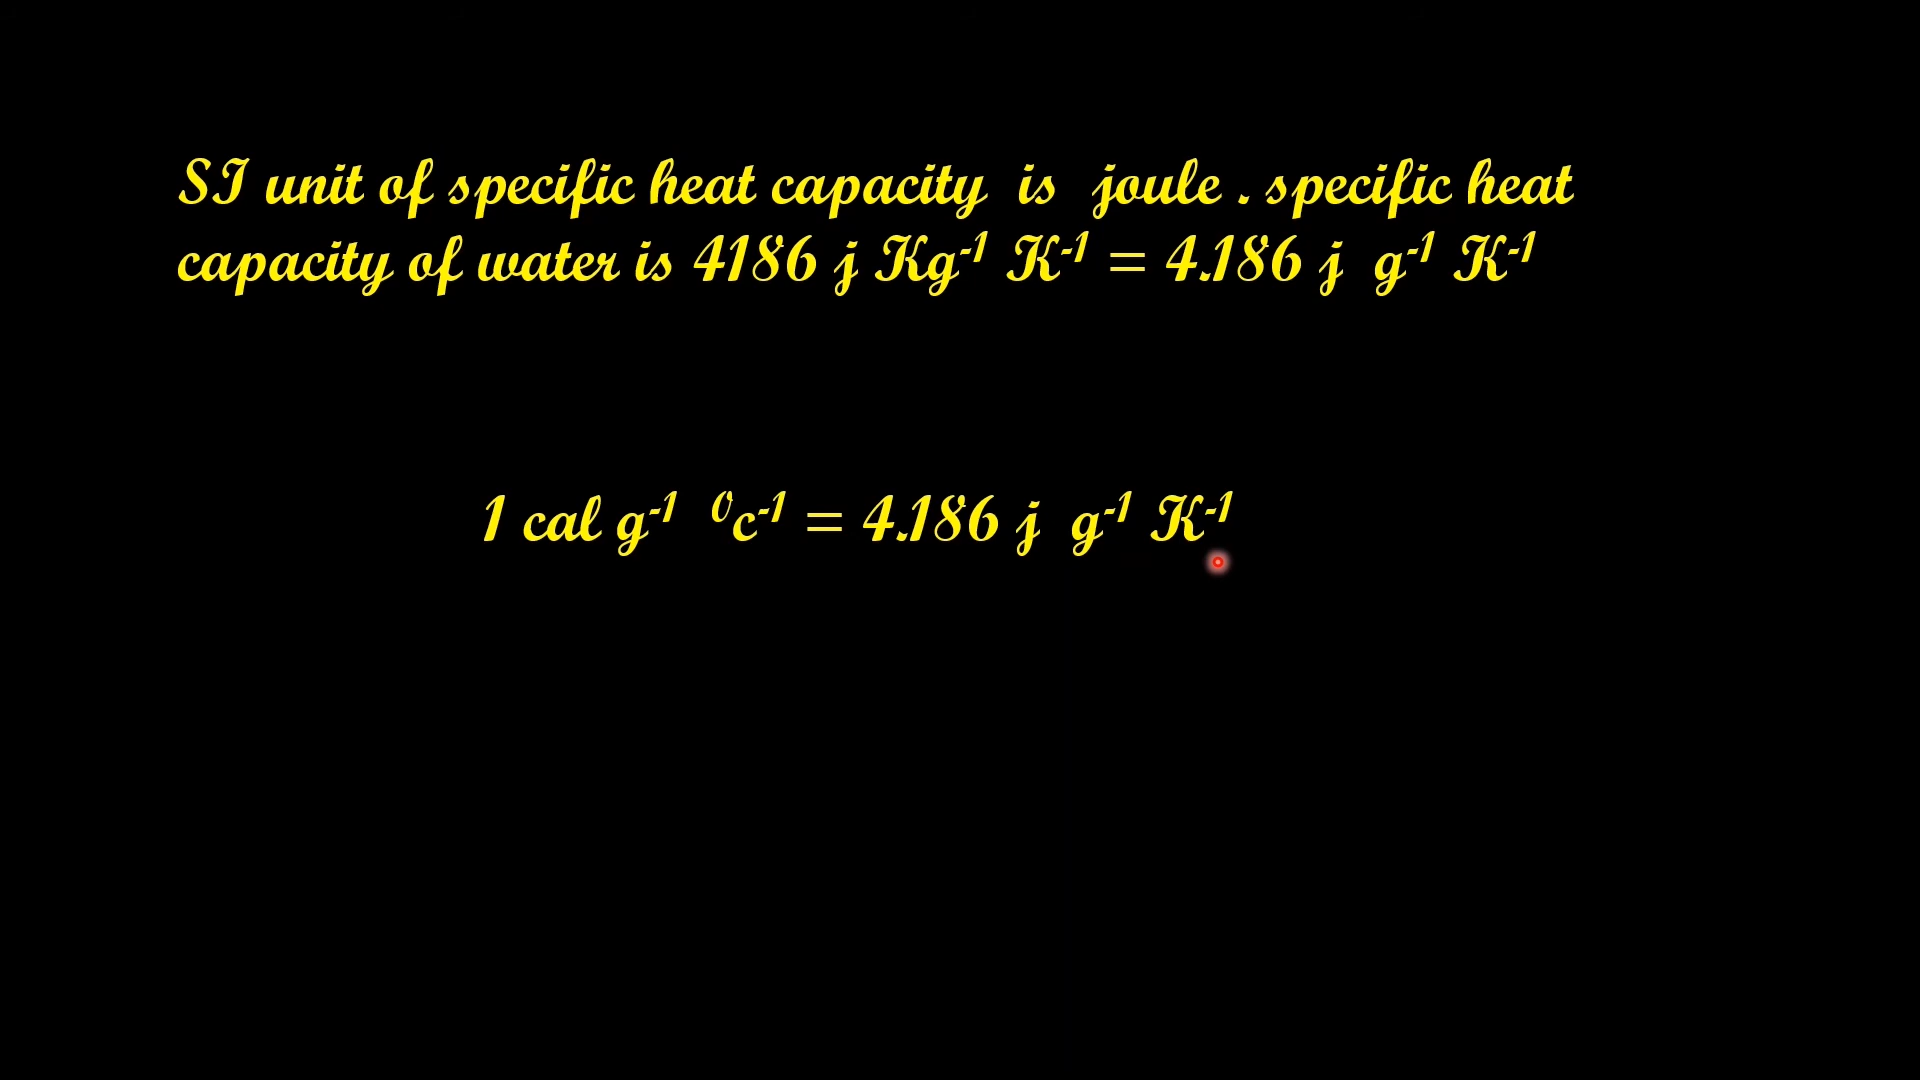 SI unit of specific heat capacity is joule . specific heat
capacity of water is 4186 j Kg⁻¹ K⁻¹ = 4.186 j g⁻¹ K⁻¹
1 cal g⁻¹ ⁰c⁻¹ = 4.186 j g⁻¹ K⁻¹